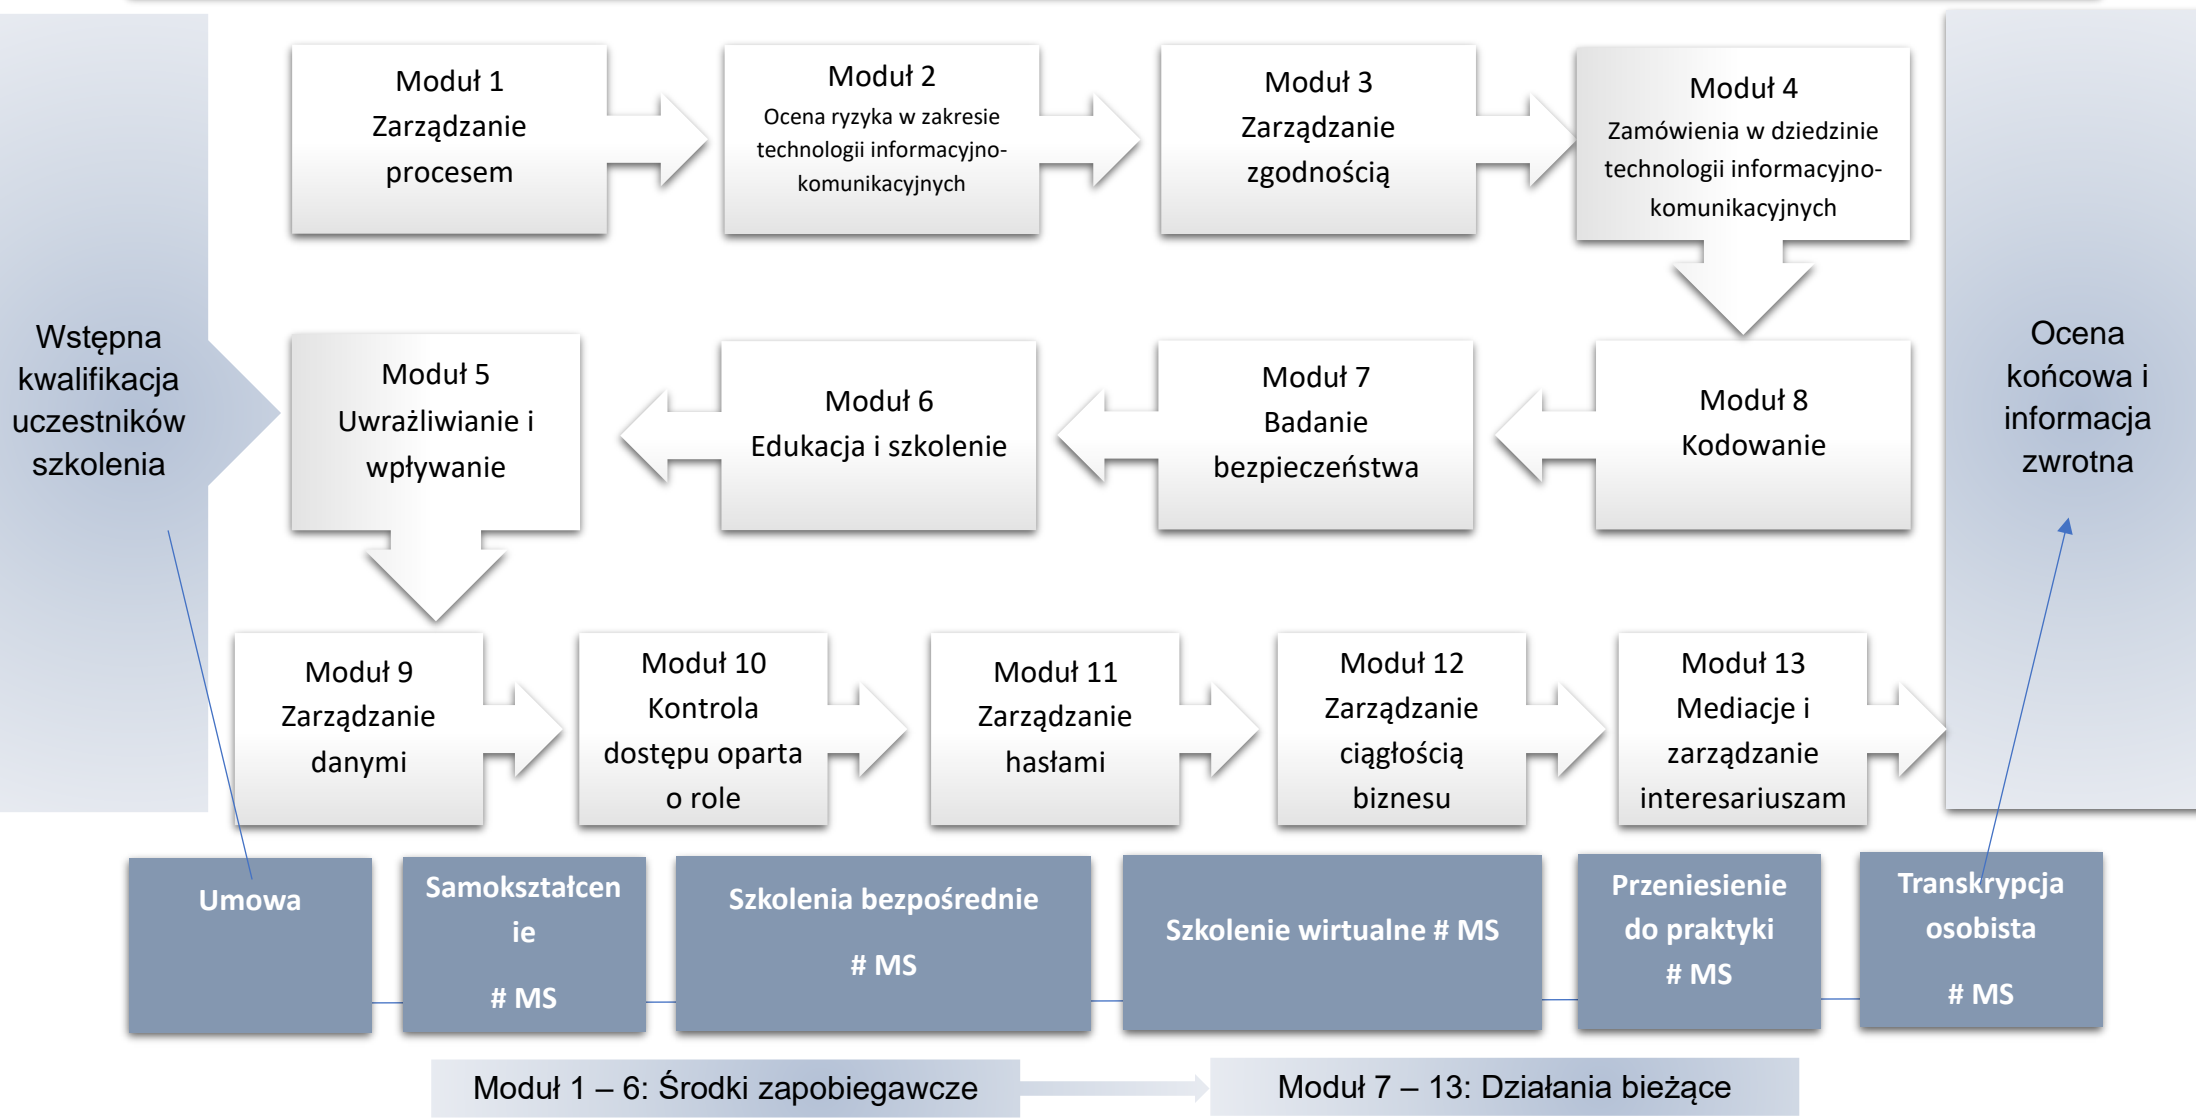 Moduł 1
Zarządzanie
procesem
Moduł 2
Ocena ryzyka w zakresie
technologii informacyjno-
komunikacyjnych
Moduł 3
Zarządzanie
zgodnością
Moduł 4
Zamówienia w dziedzinie
technologii informacyjno-
komunikacyjnych
Wstępna
kwalifikacja
uczestników
szkolenia
Moduł 5
Uwrażliwianie i
wpływanie
Moduł 6
Edukacja i szkolenie
Moduł 7
Badanie
bezpieczeństwa
Moduł 8
Kodowanie
Ocena
końcowa i
informacja
zwrotna
Moduł 9
Zarządzanie
danymi
Moduł 10
Kontrola
dostępu oparta
o role
Moduł 11
Zarządzanie
hasłami
Moduł 12
Zarządzanie
ciągłością
biznesu
Moduł 13
Mediacje i
zarządzanie
interesariuszam
Umowa
Samokształcen
ie
# MS
Szkolenia bezpośrednie
# MS
Szkolenie wirtualne # MS
Przeniesienie
do praktyki
# MS
Transkrypcja
osobista
# MS
Moduł 1 – 6: Środki zapobiegawcze
Moduł 7 – 13: Działania bieżące